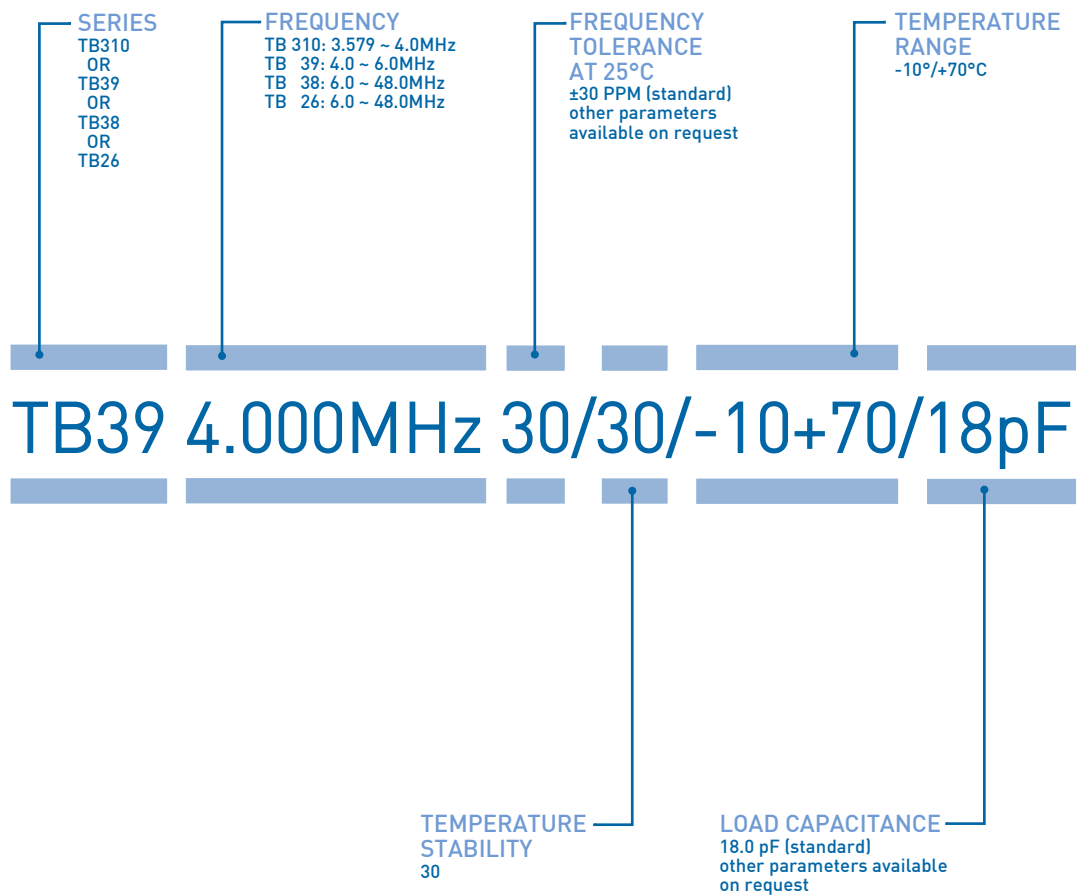 SERIES
TB310
OR
TB39
OR
TB38
OR
TB26
FREQUENCY
TB 310: 3.579 ~ 4.0MHz
TB 39: 4.0 ~ 6.0MHz
TB 38: 6.0 ~ 48.0MHz
TB 26: 6.0 ~ 48.0MHz
FREQUENCY
TOLERANCE
AT 25°C
±30 PPM (standard)
other parameters
available on request
TEMPERATURE
RANGE
-10°/+70°C
TB39 4.000MHz 30/30/-10+70/18pF
TEMPERATURE
STABILITY
30
LOAD CAPACITANCE
18.0 pF (standard)
other parameters available
on request